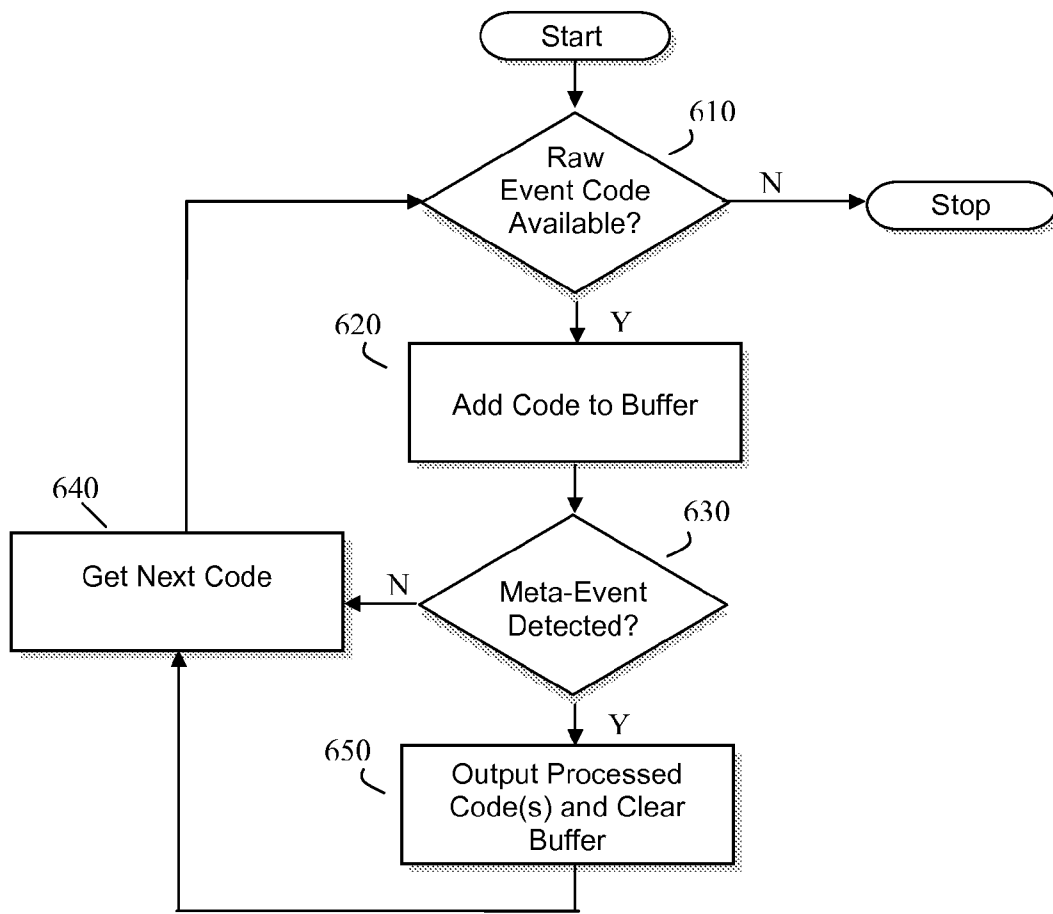 Start
610
Raw
Event Code
Available?
N
Stop
Y
620
Add Code to Buffer
640
630
Get Next Code
N
Meta-Event
Detected?
Y
650
Output Processed
Code(s) and Clear
Buffer